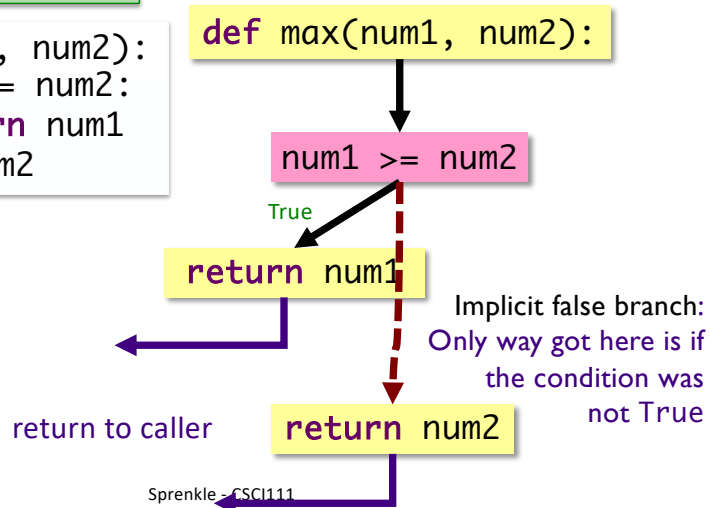 def max(num1, num2):
, num2):
= num2:
rn num1
m2
num1 >= num2
True
return num1
Implicit false branch:
Only way got here is if
the condition was
not True
return to caller
return num2
Sprenkle - CSCI111